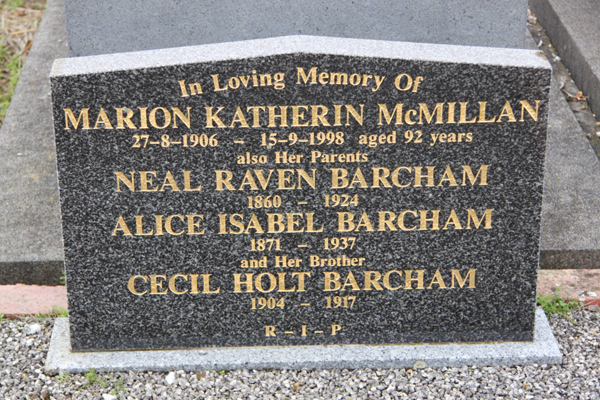 In Loving Memory Of
MARION KATHERIN McMILLAN
27-8-1906 - 15-9-1998 aged 92 years
also Her Parents
NEAL RAVEN BARCHAM
1860 - 1924
ALICE ISABEL BARCHAM
1871 - 1937
and Her Brother
CECIL HOLT BARCHAM
1904 - 1917
R-I-P